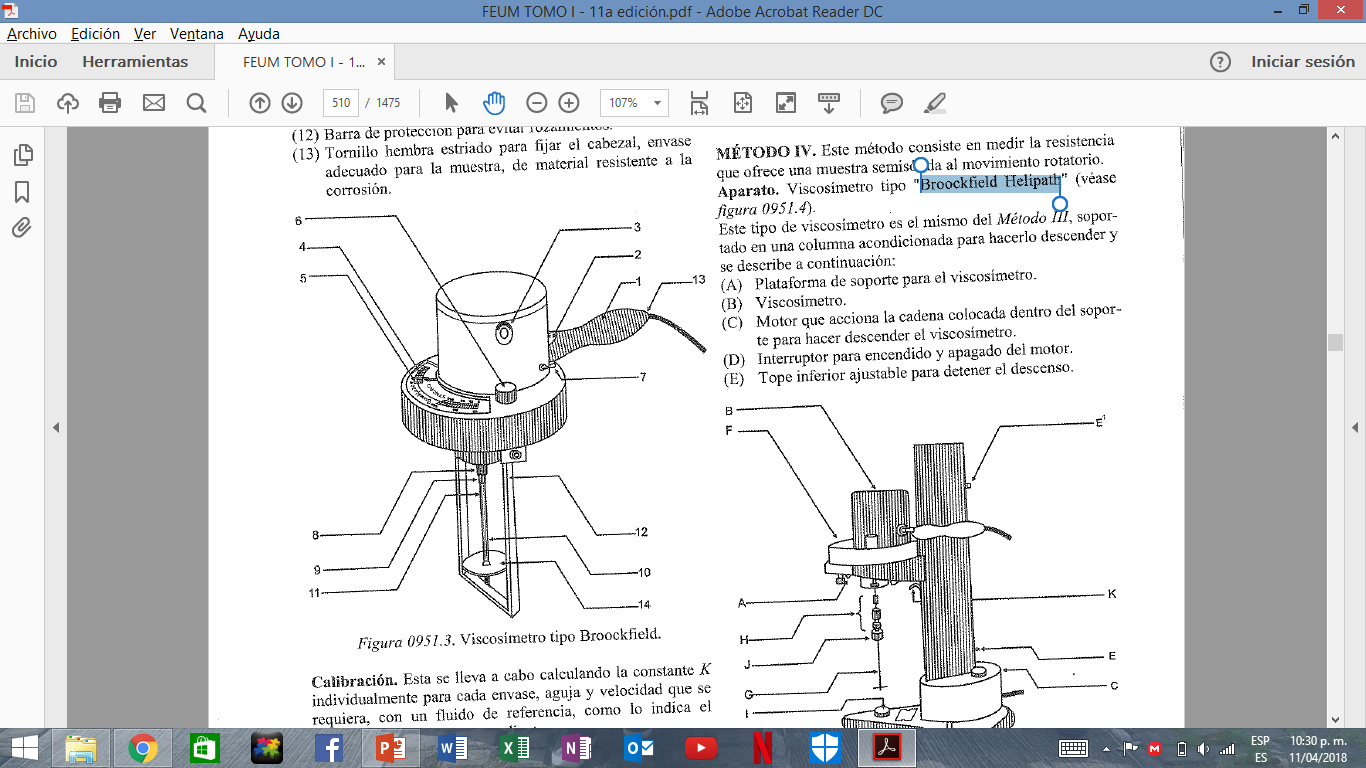 FEUM TOMO I - 11a edición.pdf - Adobe Acrobat Reader DC
Archivo Edición Ver Ventana Ayuda
Inicio Herramientas FEUM TOMO I - 1... Iniciar sesión
510 / 1475 107%
(12) Barra de protección para evitar rozamientos.
(13) Tornillo hembra estriado para fijar el cabezal, envase
adecuado para la muestra, de material resistente a la
corrosión.
6
4
5
3
2
1
13
7
8
9
11
12
10
14
Figura 0951.3. Viscosímetro tipo Broockfield.
Calibración. Esta se lleva a cabo calculando la constante K
individualmente para cada envase, aguja y velocidad que se
requiera, con un fluido de referencia, como lo indica el
MÉTODO IV. Este método consiste en medir la resistencia
que ofrece una muestra semisólida al movimiento rotatorio.
Aparato. Viscosímetro tipo "Broockfield Helipath" (véase
figura 0951.4).
Este tipo de viscosímetro es el mismo del Método III, sopor-
tado en una columna acondicionada para hacerlo descender y
se describe a continuación:
(A) Plataforma de soporte para el viscosímetro.
(B) Viscosímetro.
(C) Motor que acciona la cadena colocada dentro del sopor-
te para hacer descender el viscosímetro.
(D) Interruptor para encendido y apagado del motor.
(E) Tope inferior ajustable para detener el descenso.
B
F
E¹
A
H
J
G
I
K
E
C
ESP
ES
10:30 p. m.
11/04/2018